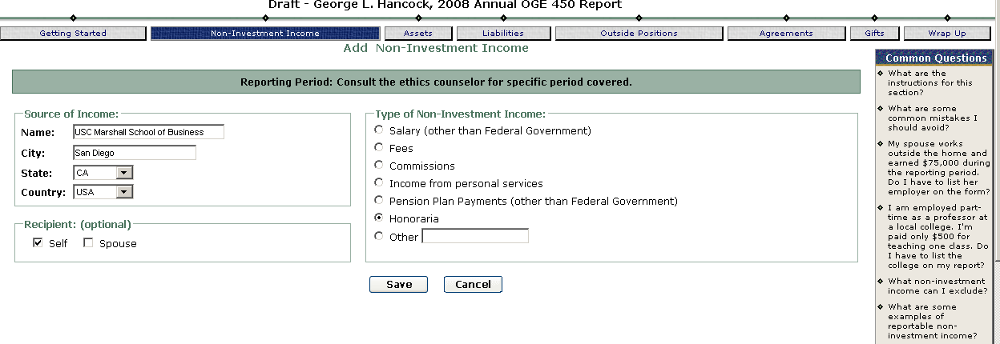 Draft - George L. Hancock, 2008 Annual OGE 450 Report
Getting Started
Non-Investment Income
Assets
Liabilities
Outside Positions
Agreements
Gifts
Wrap Up
Add Non-Investment Income
Reporting Period: Consult the ethics counselor for specific period covered.
Source of Income:
Name: USC Marshall School of Business
City: San Diego
State: CA
Country: USA
Recipient: (optional)
Self Spouse
Type of Non-Investment Income:
Salary (other than Federal Government)
Fees
Commissions
Income from personal services
Pension Plan Payments (other than Federal Government)
Honoraria
Other
Save Cancel
Common Questions
What are the
instructions for this
section?
What are some
common mistakes I
should avoid?
My spouse works
outside the home and
earned $75,000 during
the reporting period.
Do I have to list her
employer on the form?
I am employed part-
time as a professor at
a local college. I'm
paid only $500 for
teaching one class. Do
I have to list the
college on my report?
What non-investment
income can I exclude?
What are some
examples of
reportable non-
investment income?